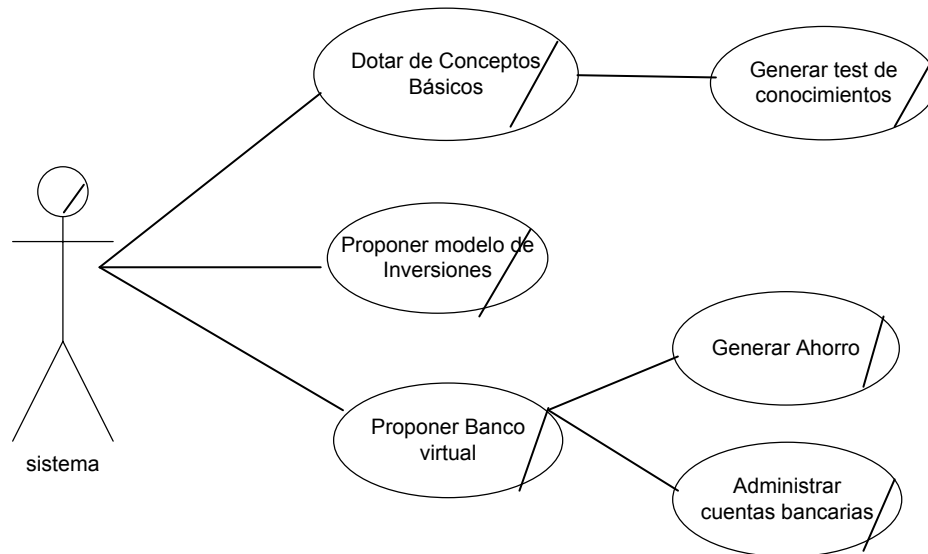 Dotar de Conceptos
Básicos
Generar test de
conocimientos
Proponer modelo de
Inversiones
Generar Ahorro
Proponer Banco
virtual
sistema
Administrar
cuentas bancarias